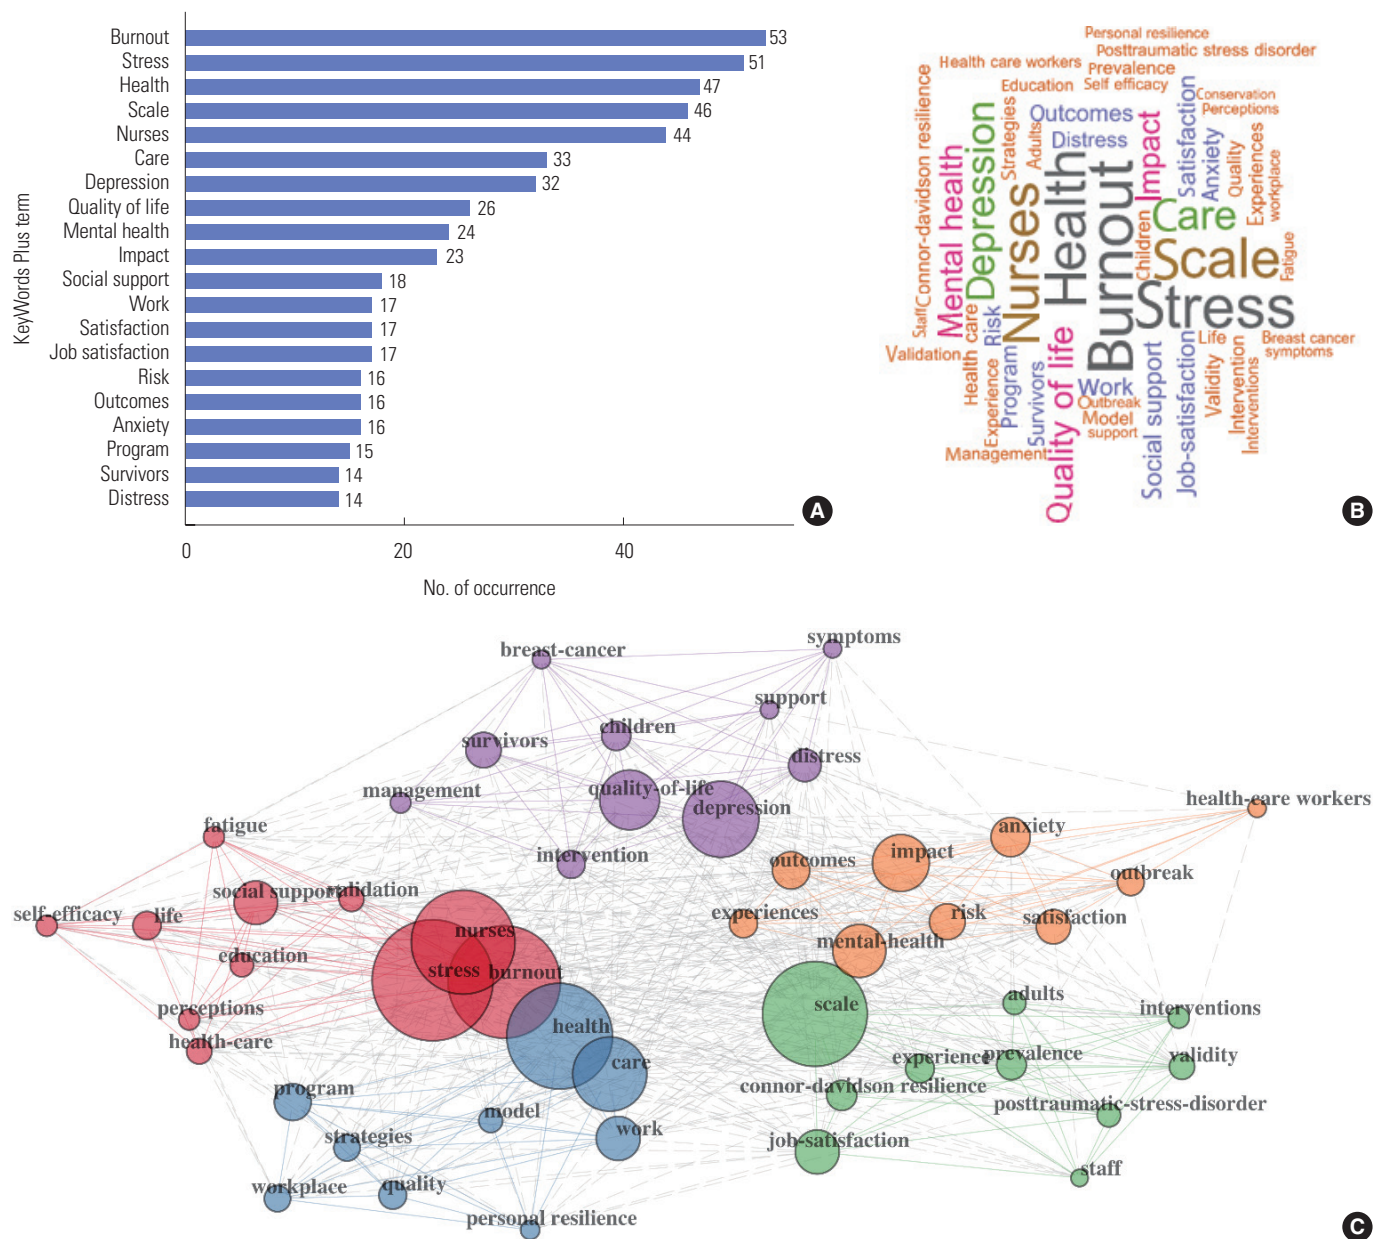 KeyWords Plus term
Burnout 53
Stress 51
Health 47
Scale 46
Nurses 44
Care 33
Depression 32
Quality of life 26
Mental health 24
Impact 23
Social support 18
Work 17
Satisfaction 17
Job satisfaction 17
Risk 16
Outcomes 16
Anxiety 16
Program 15
Survivors 14
Distress 14
0 20 40
No. of occurrence
A
Personal resilience
Posttraumatic stress disorder
Health care workers
Prevalence
Education
Self efficacy
Conservation
Perceptions
Outcomes
Distress
Connor-davidson resilience
Staff
Mental health
Depression
Strategies
Adults
Nurses
Health
Burnout
Impact
Satisfaction
Anxiety
Quality
Experiences
workplace
Children
Care
Scale
Fatigue
Stress
Validation
Health care
Risk
Experience
Program
Survivors
Management
Quality of life
Work
Outbreak
Model
support
Social support
Job-satisfaction
Life
Validity
Intervention
Interventions
Breast cancer
symptoms
B
breast-cancer
symptoms
support
children
survivors
distress
management
quality-of-life
depression
health-care workers
fatigue
anxiety
intervention
outcomes
impact
outbreak
social support
validation
self-efficacy
life
experiences
risk
satisfaction
nurses
mental-health
education
stress
burnout
perceptions
scale
adults
interventions
health-care
health
care
experience
prevalence
validity
program
connor-davidson resilience
posttraumatic-stress-disorder
model
strategies
work
job-satisfaction
staff
workplace
quality
personal resilience
C